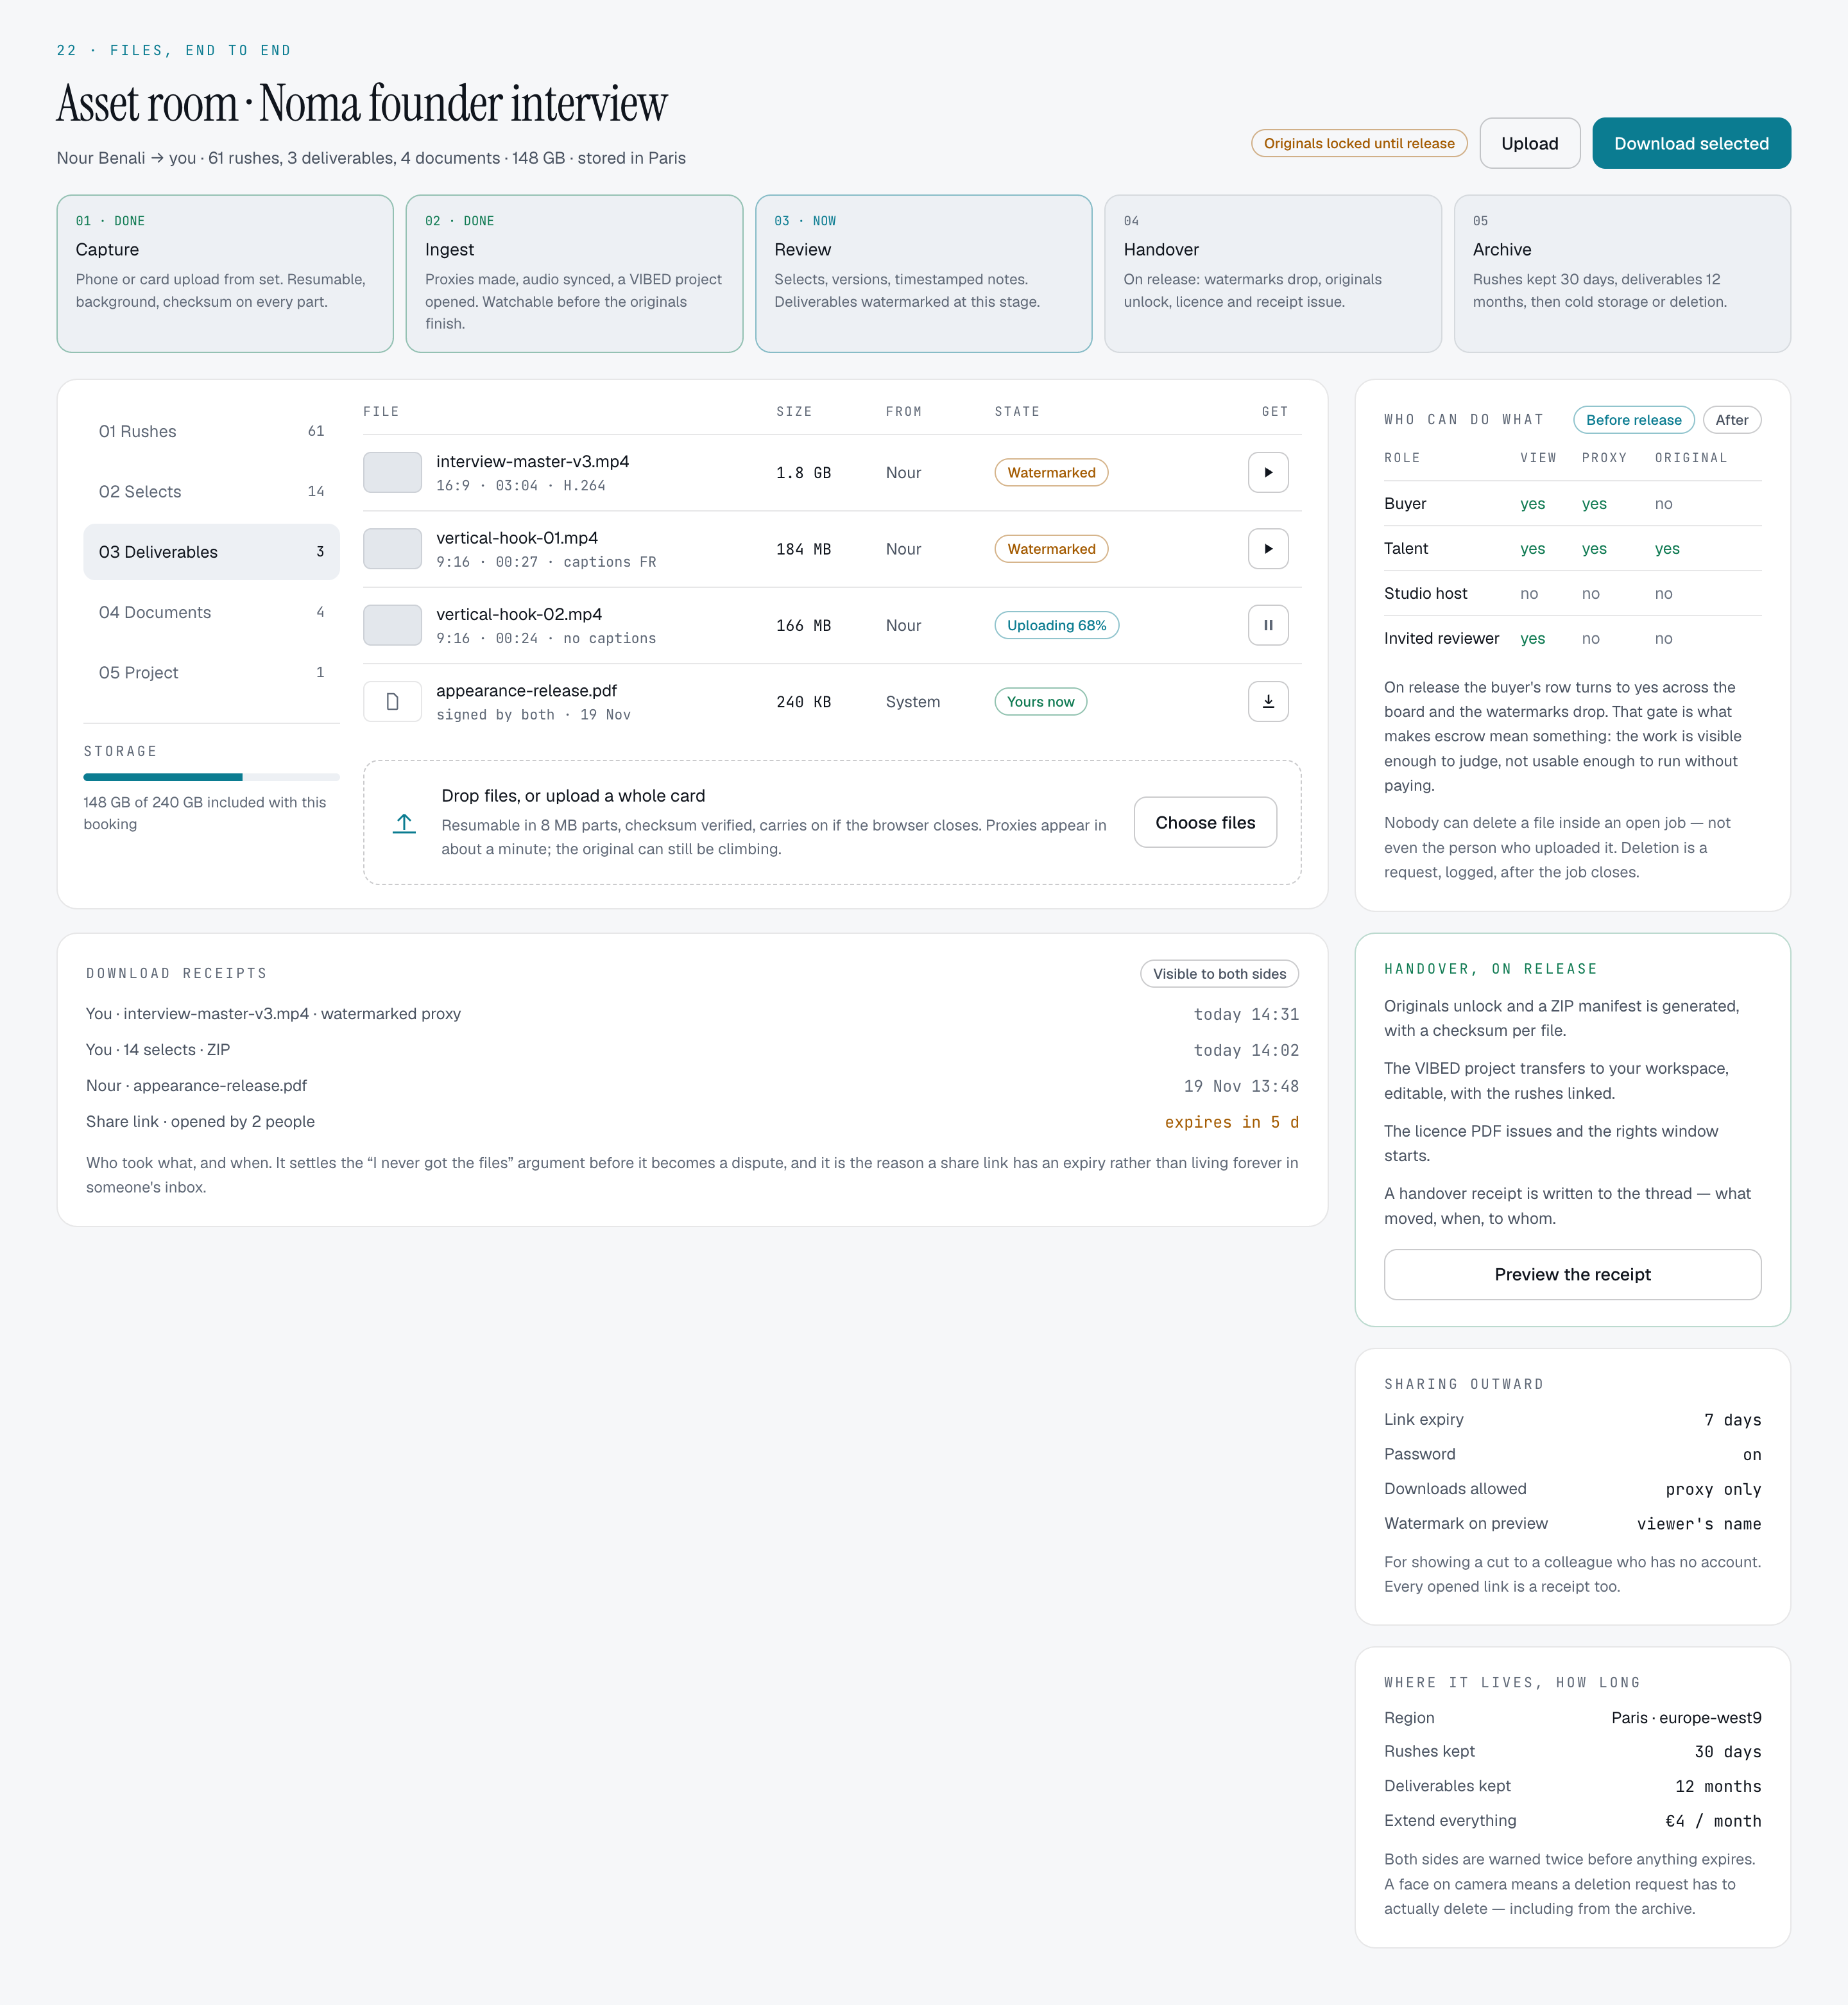 22 · FILES, END TO END
Asset room · Noma founder interview
Nour Benali → you · 61 rushes, 3 deliverables, 4 documents · 148 GB · stored in Paris
Originals locked until release
Upload
Download selected
01 · DONE
Capture
Phone or card upload from set. Resumable,
background, checksum on every part.
02 · DONE
Ingest
Proxies made, audio synced, a VIBED project
opened. Watchable before the originals
finish.
03 · NOW
Review
Selects, versions, timestamped notes.
Deliverables watermarked at this stage.
04
Handover
On release: watermarks drop, originals
unlock, licence and receipt issue.
05
Archive
Rushes kept 30 days, deliverables 12
months, then cold storage or deletion.
01 Rushes 61
02 Selects 14
03 Deliverables 3
04 Documents 4
05 Project 1
STORAGE
148 GB of 240 GB included with this
booking
FILE SIZE FROM STATE GET
interview-master-v3.mp4
16:9 · 03:04 · H.264
1.8 GB Nour Watermarked
vertical-hook-01.mp4
9:16 · 00:27 · captions FR
184 MB Nour Watermarked
vertical-hook-02.mp4
9:16 · 00:24 · no captions
166 MB Nour Uploading 68%
appearance-release.pdf
signed by both · 19 Nov
240 KB System Yours now
Drop files, or upload a whole card
Resumable in 8 MB parts, checksum verified, carries on if the browser closes. Proxies appear in
about a minute; the original can still be climbing.
Choose files
WHO CAN DO WHAT Before release After
ROLE VIEW PROXY ORIGINAL
Buyer yes yes no
Talent yes yes yes
Studio host no no no
Invited reviewer yes no no
On release the buyer's row turns to yes across the
board and the watermarks drop. That gate is what
makes escrow mean something: the work is visible
enough to judge, not usable enough to run without
paying.
Nobody can delete a file inside an open job — not
even the person who uploaded it. Deletion is a
request, logged, after the job closes.
DOWNLOAD RECEIPTS Visible to both sides
You · interview-master-v3.mp4 · watermarked proxy today 14:31
You · 14 selects · ZIP today 14:02
Nour · appearance-release.pdf 19 Nov 13:48
Share link · opened by 2 people expires in 5 d
Who took what, and when. It settles the “I never got the files” argument before it becomes a dispute, and it is the reason a share link has an expiry rather than living forever in
someone's inbox.
HANDOVER, ON RELEASE
Originals unlock and a ZIP manifest is generated,
with a checksum per file.
The VIBED project transfers to your workspace,
editable, with the rushes linked.
The licence PDF issues and the rights window
starts.
A handover receipt is written to the thread — what
moved, when, to whom.
Preview the receipt
SHARING OUTWARD
Link expiry 7 days
Password on
Downloads allowed proxy only
Watermark on preview viewer's name
For showing a cut to a colleague who has no account.
Every opened link is a receipt too.
WHERE IT LIVES, HOW LONG
Region Paris · europe-west9
Rushes kept 30 days
Deliverables kept 12 months
Extend everything €4 / month
Both sides are warned twice before anything expires.
A face on camera means a deletion request has to
actually delete — including from the archive.